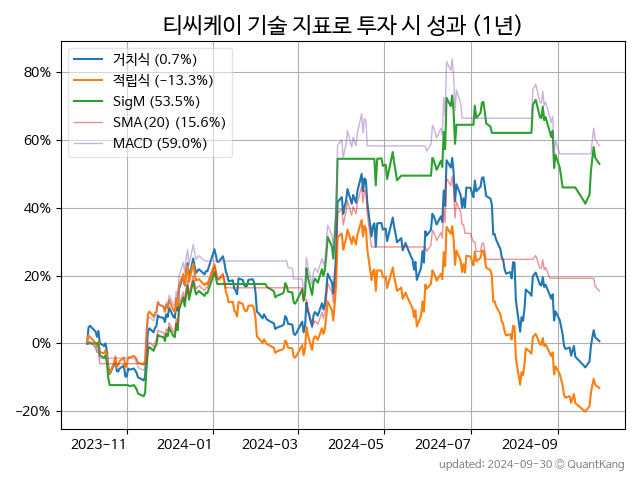 티씨케이 기술 지표로 투자 시 성과 (1년)
거치식 (0.7%)
적립식 (-13.3%)
SigM (53.5%)
SMA(20) (15.6%)
MACD (59.0%)
80%
60%
40%
20%
0%
-20%
2023-11 2024-01 2024-03 2024-05 2024-07 2024-09
updated: 2024-09-30 © QuantKang